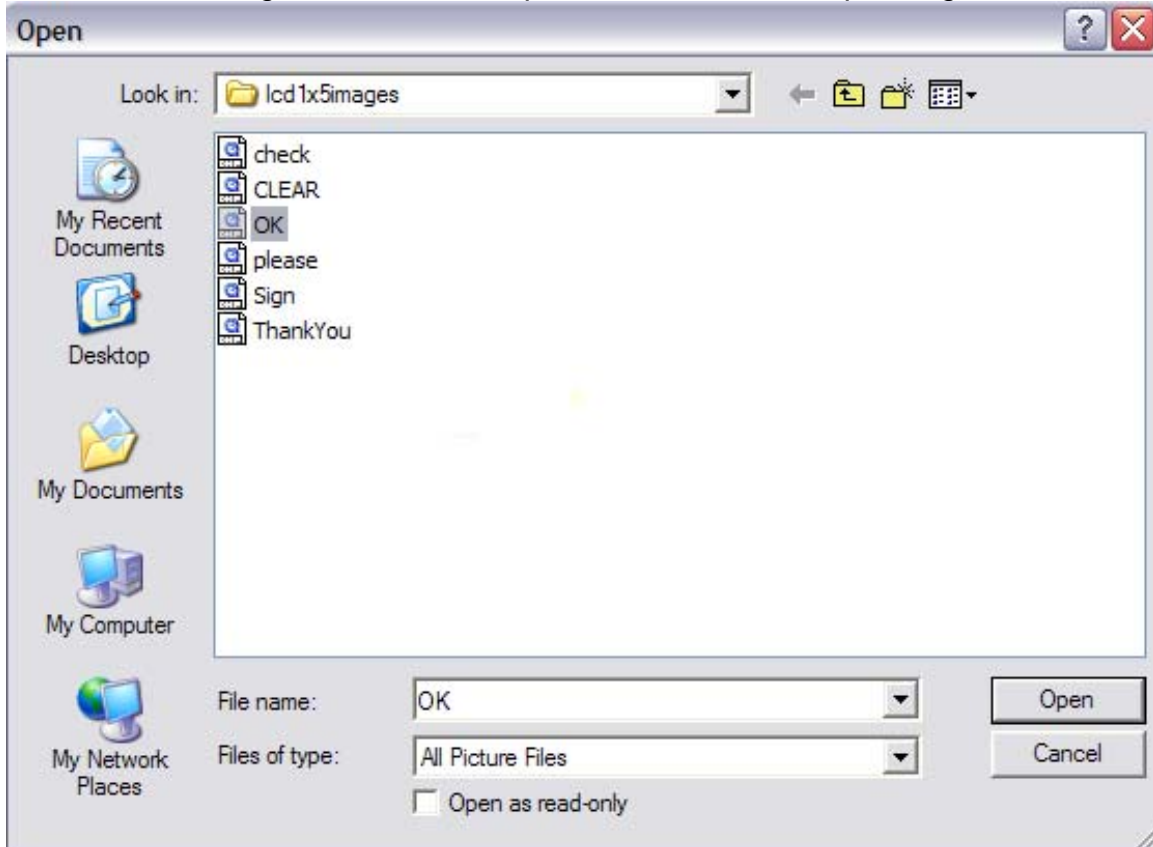 Open
Look in:
lcd1x5images
My Recent
Documents
Desktop
My Documents
My Computer
My Network
Places
check
CLEAR
OK
please
Sign
ThankYou
File name:
OK
Open
Files of type:
All Picture Files
Cancel
Open as read-only